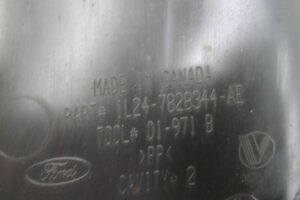 MADE IN CANADA
PART# 1L24-7828344-AE
TOOL# 01-971 B
>PP<
CAVITY= 2
Ford